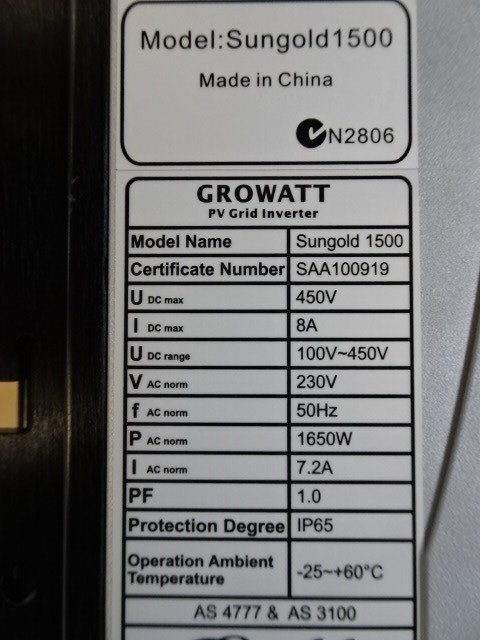 Model:Sungold1500
Made in China
N2806
GROWATT
PV Grid Inverter
Model Name Sungold 1500
Certificate Number SAA100919
U DC max 450V
I DC max 8A
U DC range 100V~450V
V AC norm 230V
f AC norm 50Hz
P AC norm 1650W
I AC norm 7.2A
PF 1.0
Protection Degree IP65
Operation Ambient
Temperature -25~+60°C
AS 4777 & AS 3100